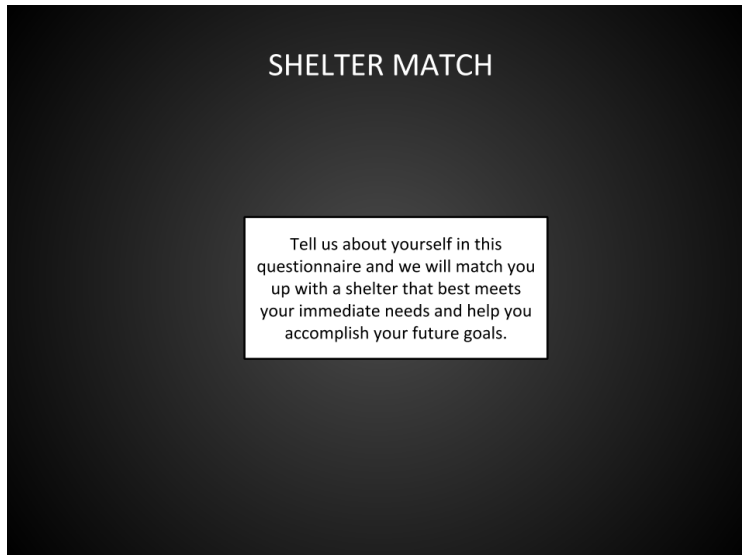 SHELTER MATCH
Tell us about yourself in this
questionnaire and we will match you
up with a shelter that best meets
your immediate needs and help you
accomplish your future goals.